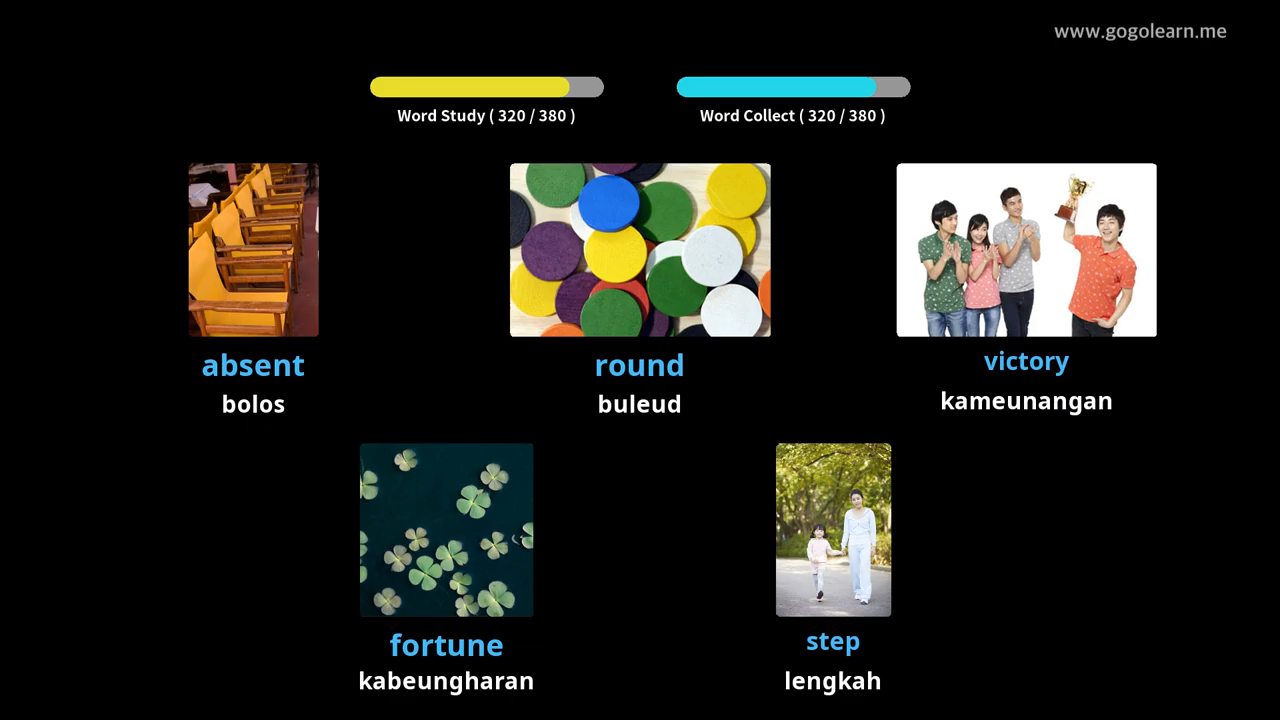 www.gogolearn.me
Word Study ( 320 / 380 )
Word Collect ( 320 / 380 )
absent
bolos
round
buleud
victory
kameunangan
fortune
kabeungharan
step
lengkah